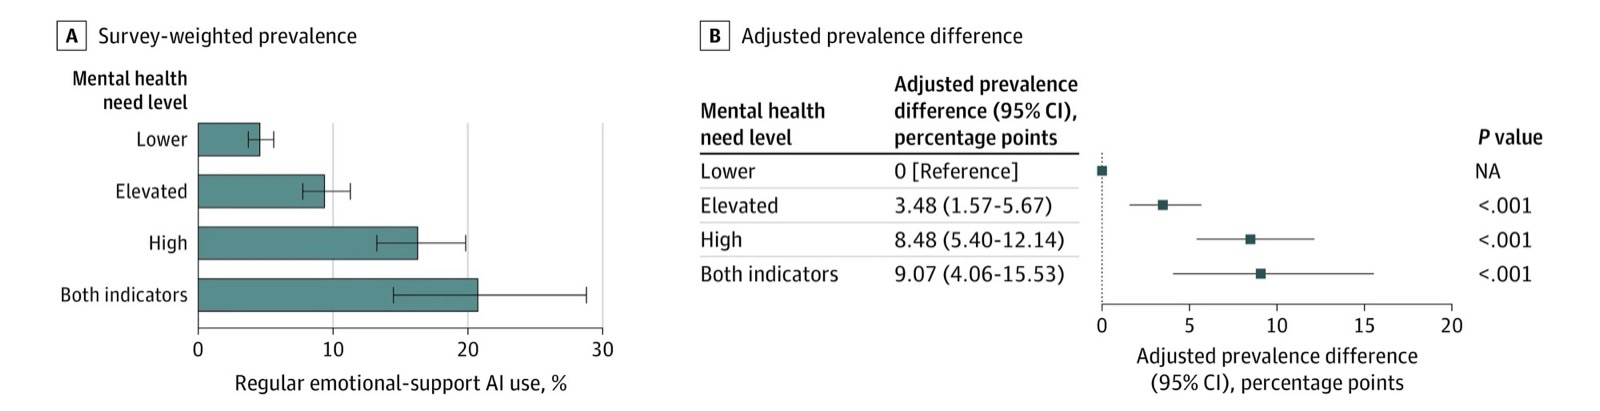 A Survey-weighted prevalence
Mental health
need level
Lower
Elevated
High
Both indicators
0 10 20 30
Regular emotional-support AI use, %
B Adjusted prevalence difference
Mental health
need level
Adjusted prevalence
difference (95% CI),
percentage points
P value
Lower 0 [Reference] NA
Elevated 3.48 (1.57-5.67) <.001
High 8.48 (5.40-12.14) <.001
Both indicators 9.07 (4.06-15.53) <.001
0 5 10 15 20
Adjusted prevalence difference
(95% CI), percentage points